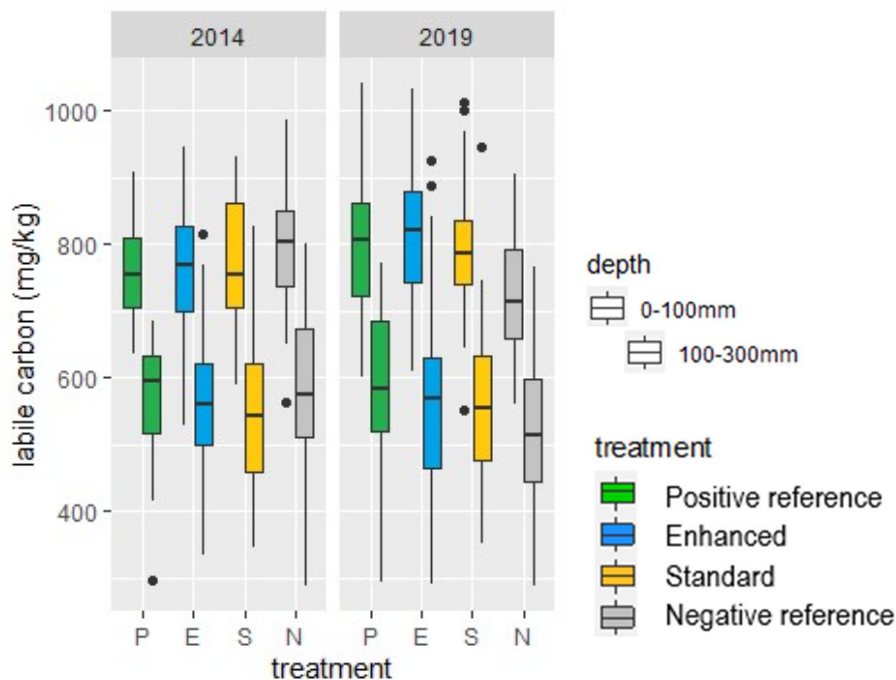 2014 2019
1000
800
600
400
labile carbon (mg/kg)
P E S N P E S N
treatment
depth
0-100mm
100-300mm
treatment
Positive reference
Enhanced
Standard
Negative reference